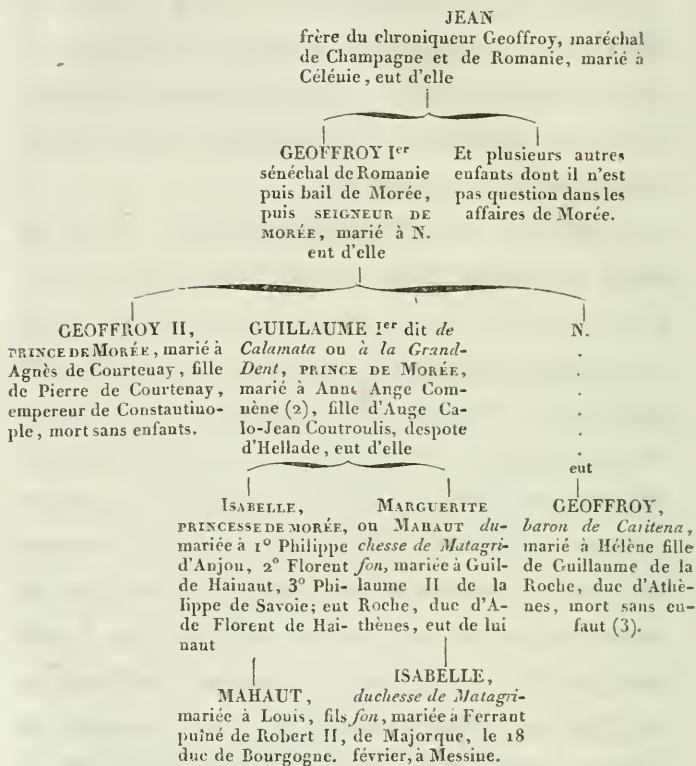 JEAN
frère du chroniqueur Geoffroy, maréchal
de Champagne et de Romanie, marié à
Célénie, eut d'elle
GEOFFROY Ier
sénéchal de Romanie
puis bail de Morée,
puis SEIGNEUR DE
MORÉE, marié à N.
eut d'elle
Et plusieurs autres
enfants dont il n'est
pas question dans les
affaires de Morée.
GEOFFROY II,
PRINCE DE MORÉE, marié à
Agnès de Courtenay, fille
de Pierre de Courtenay,
empereur de Constantino-
ple, mort sans enfants.
GUILLAUME Ier dit de
Calamata ou à la Grand-
Dent, PRINCE DE MORÉE,
marié à Anne Ange Com-
nène (2), fille d'Ange Ca-
lo-Jean Coutroulis, despote
d'Hellade, eut d'elle
N.
.
.
.
.
.
eut
ISABELLE,
PRINCESSE DE MORÉE,
mariée à 1º Philippe
d'Anjou, 2º Florent
de Hainaut, 3º Phi-
lippe de Savoie; eut
de Florent de Hai-
naut
MARGUERITE
ou MAHAUT du-
chesse de Matagri-
fon, mariée à Guil-
laume II de la
Roche, duc d'A-
thènes, eut de lui
GEOFFROY,
baron de Caritena,
marié à Hélène fille
de Guillaume de la
Roche, duc d'Athè-
nes, mort sans en-
faut (3).
MAHAUT,
mariée à Louis, fils
puîné de Robert II,
duc de Bourgogne.
ISABELLE,
duchesse de Matagri-
fon, mariée à Ferrant
de Majorque, le 18
février, à Messine.